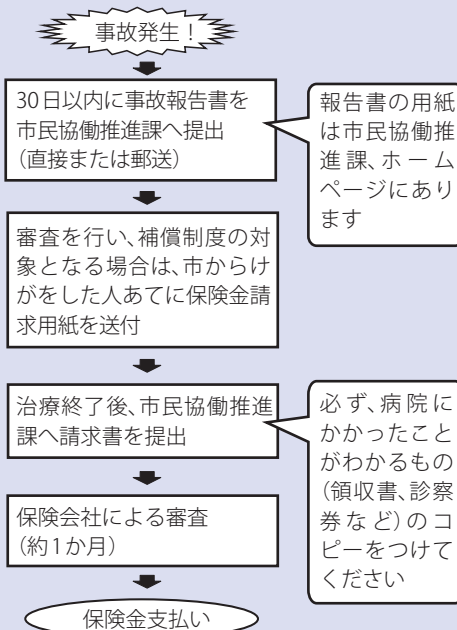 事故発生!
30日以内に事故報告書を
市民協働推進課へ提出
(直接または郵送)
報告書の用紙
は市民協働推
進課、ホーム
ページにあり
ます
審査を行い、補償制度の対
象となる場合は、市からけ
がをした人あてに保険金請
求用紙を送付
治療終了後、市民協働推進
課へ請求書を提出
必ず、病院に
かかったこと
がわかるもの
(領収書、診察
券など)のコ
ピーをつけて
ください
保険会社による審査
(約1か月)
保険金支払い